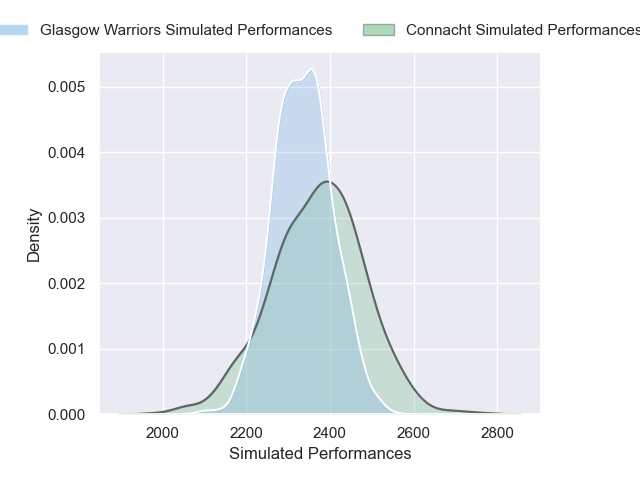 Glasgow Warriors Simulated Performances
Connacht Simulated Performances
0.005
0.004
0.003
0.002
0.001
0.000
Density
2000
2200
2400
2600
2800
Simulated Performances